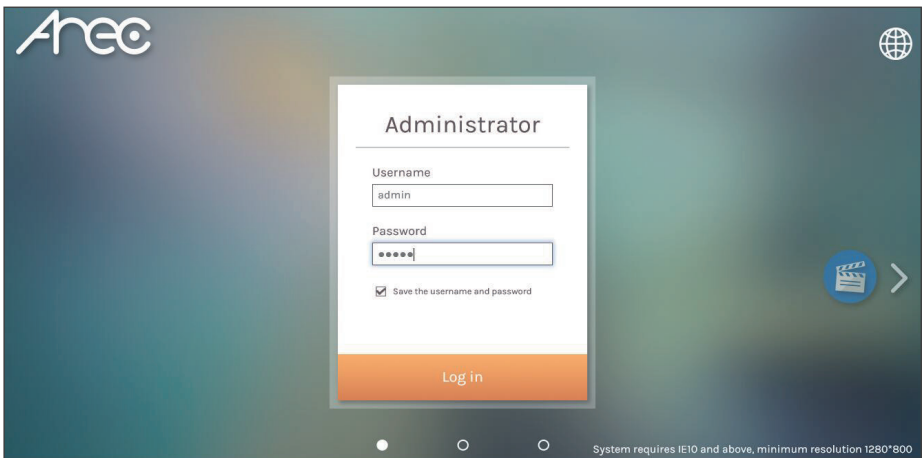 Arec
Administrator
Username
admin
Password
•••••
Save the username and password
Log in
System requires IE10 and above, minimum resolution 1280*800